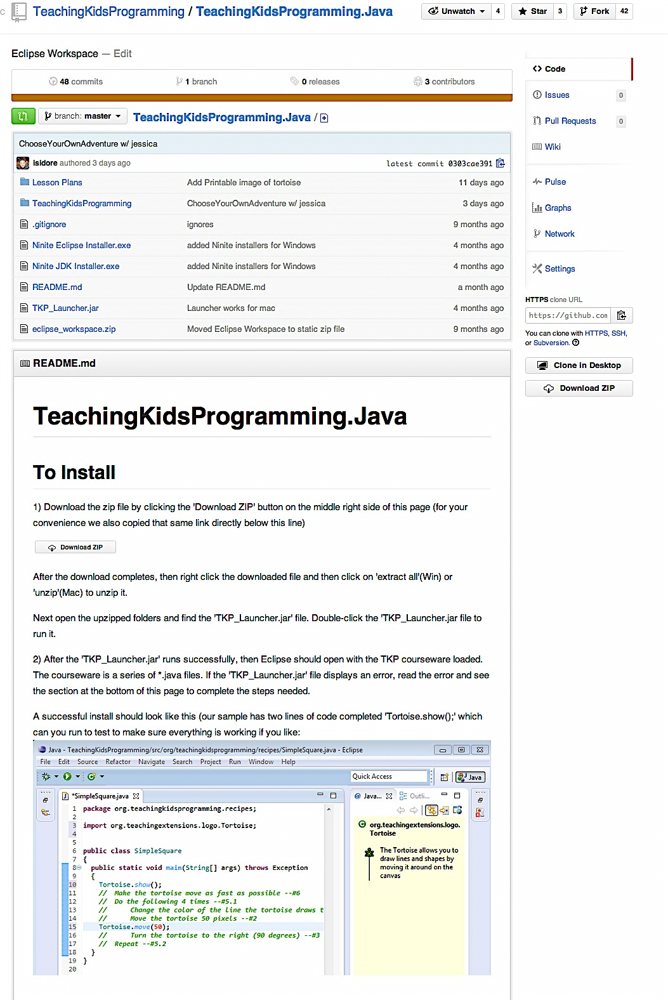 TeachingKidsProgramming / TeachingKidsProgramming.Java
Unwatch 4 Star 3 Fork 42
Eclipse Workspace — Edit
48 commits 1 branch 0 releases 3 contributors
branch: master TeachingKidsProgramming.Java /
ChooseYourOwnAdventure w/ jessica
isidore authored 3 days ago latest commit 0303cae391
Lesson Plans Add Printable image of tortoise 11 days ago
TeachingKidsProgramming ChooseYourOwnAdventure w/ jessica 3 days ago
.gitignore ignores 9 months ago
Ninite Eclipse Installer.exe added Ninite installers for Windows 4 months ago
Ninite JDK Installer.exe added Ninite installers for Windows 4 months ago
README.md Update README.md a month ago
TKP_Launcher.jar Launcher works for mac 4 months ago
eclipse_workspace.zip Moved Eclipse Workspace to static zip file 9 months ago
Code
Issues 0
Pull Requests 0
Wiki
Pulse
Graphs
Network
Settings
HTTPS clone URL
https://github.com
You can clone with HTTPS, SSH,
or Subversion.
Clone in Desktop
Download ZIP
README.md
TeachingKidsProgramming.Java
To Install
1) Download the zip file by clicking the 'Download ZIP' button on the middle right side of this page (for your
convenience we also copied that same link directly below this line)
Download ZIP
After the download completes, then right click the downloaded file and then click on 'extract all'(Win) or
'unzip'(Mac) to unzip it.
Next open the upzipped folders and find the 'TKP_Launcher.jar' file. Double-click the 'TKP_Launcher.jar file to
run it.
2) After the 'TKP_Launcher.jar' runs successfully, then Eclipse should open with the TKP courseware loaded.
The courseware is a series of *.java files. If the 'TKP_Launcher.jar' file displays an error, read the error and see
the section at the bottom of this page to complete the steps needed.
A successful install should look like this (our sample has two lines of code completed 'Tortoise.show();' which
can you run to test to make sure everything is working if you like:
Java - TeachingKidsProgramming/src/org/teachingkidsprogramming/recipes/SimpleSquare.java - Eclipse
File Edit Source Refactor Navigate Search Project Run Window Help
Quick Access Java
*SimpleSquare.java
1 package org.teachingkidsprogramming.recipes;
2
3 import org.teachingextensions.logo.Tortoise;
4
5
6 public class SimpleSquare
7 {
8 public static void main(String[] args) throws Exception
9 {
10 Tortoise.show();
11 // Make the tortoise move as fast as possible --#6
12 // Do the following 4 times --#5.1
13 // Change the color of the line the tortoise draws t
14 // Move the tortoise 50 pixels --#2
15 Tortoise.move(50);
16 // Turn the tortoise to the right (90 degrees) --#3
17 // Repeat --#5.2
18 }
19 }
20
@ Java... Outli...
org.teachingextensions.logo.
Tortoise
The Tortoise allows you to
draw lines and shapes by
moving it around on the
canvas